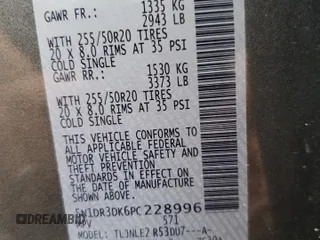 GAWR FR.: 1335 KG
2943 LB
WITH 255/50R20 TIRES
20 X 8.0 RIMS AT 35 PSI
COLD SINGLE
GAWR RR.: 1530 KG
3373 LB
WITH 255/50R20 TIRES
20 X 8.0 RIMS AT 35 PSI
COLD SINGLE
THIS VEHICLE CONFORMS TO
ALL APPLICABLE FEDERAL
MOTOR VEHICLE SAFETY
AND THEFT PREVENTION
STANDARDS IN EFFECT ON
THE DATE OF MANUFACTURE
SHOWN ABOVE.
N1DR3DK6PC228996
MPV 571
MODEL: TLJNLE2 R53DU7---A-
DREAMBID